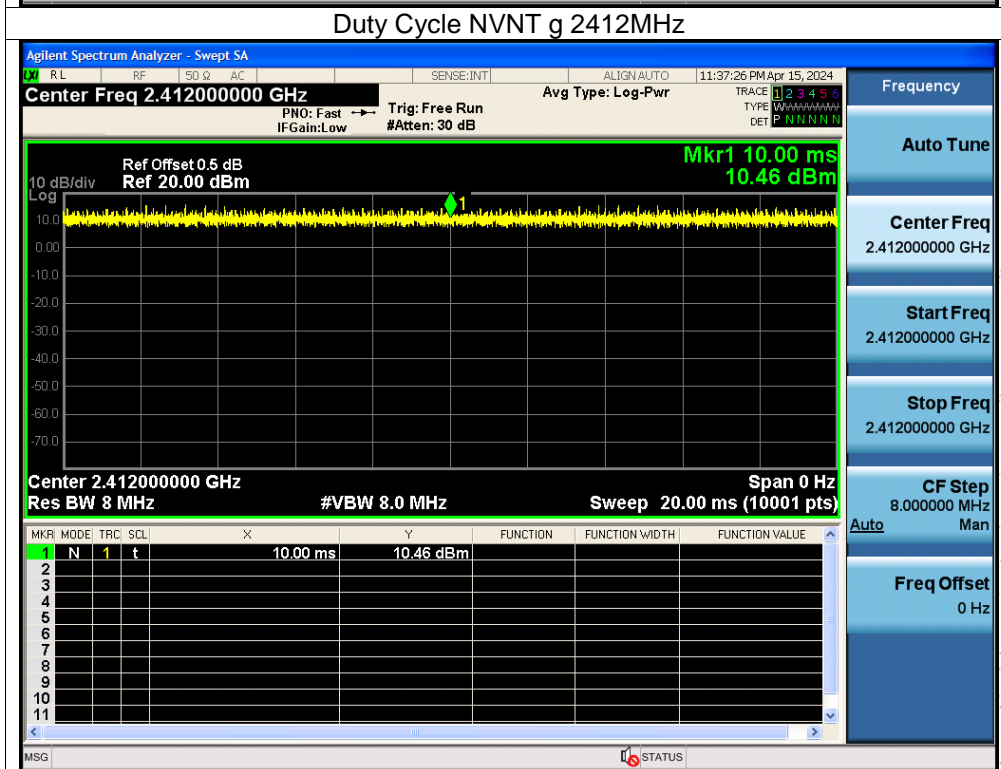 Duty Cycle NVNT g 2412MHz
Agilent Spectrum Analyzer - Swept SA
LXI RL RF 50 Ω AC SENSE:INT ALIGN AUTO 11:37:26 PM Apr 15, 2024
Center Freq 2.412000000 GHz
PNO: Fast
IFGain:Low
Trig: Free Run
#Atten: 30 dB
Avg Type: Log-Pwr
TRACE 1 2 3 4 5 6
TYPE WWWWWW
DET P N N N N N
Ref Offset 0.5 dB
10 dB/div Ref 20.00 dBm
Log
Mkr1 10.00 ms
10.46 dBm
1
10.0
0.00
-10.0
-20.0
-30.0
-40.0
-50.0
-60.0
-70.0
Center 2.412000000 GHz Span 0 Hz
Res BW 8 MHz #VBW 8.0 MHz Sweep 20.00 ms (10001 pts)
MKR MODE TRC SCL X Y FUNCTION FUNCTION WIDTH FUNCTION VALUE
1 N 1 t 10.00 ms 10.46 dBm
2
3
4
5
6
7
8
9
10
11
MSG STATUS
Frequency
Auto Tune
Center Freq
2.412000000 GHz
Start Freq
2.412000000 GHz
Stop Freq
2.412000000 GHz
CF Step
8.000000 MHz
Auto Man
Freq Offset
0 Hz